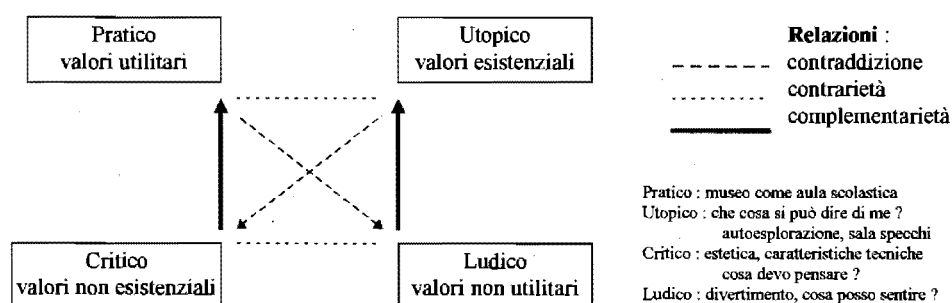 Pratico
valori utilitari
Utopico
valori esistenziali
Critico
valori non esistenziali
Ludico
valori non utilitari
Relazioni :
contraddizione
contrarietà
complementarietà
Pratico : museo come aula scolastica
Utopico : che cosa si può dire di me ?
autoesplorazione, sala specchi
Critico : estetica, caratteristiche tecniche
cosa devo pensare ?
Ludico : divertimento, cosa posso sentire ?